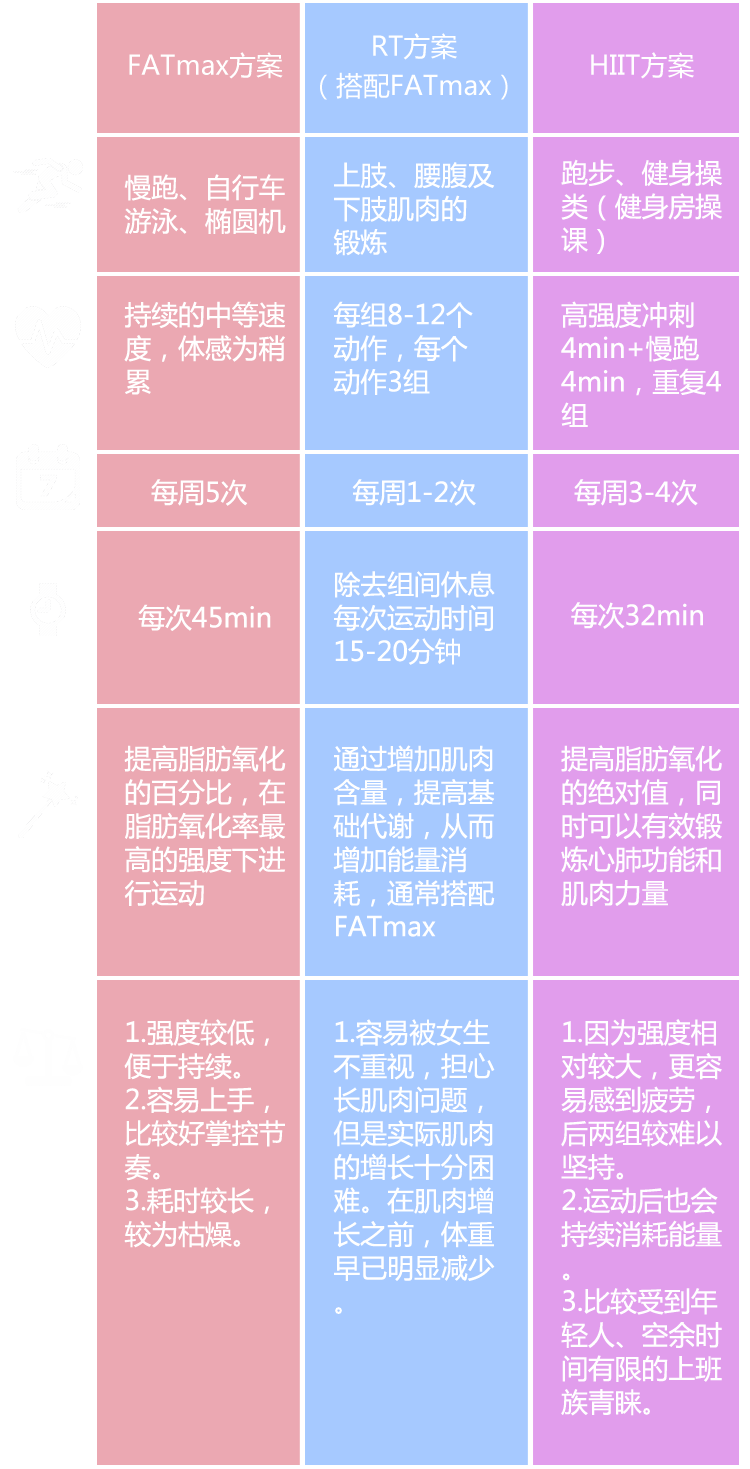 FATmax方案
RT方案
（搭配FATmax）
HIIT方案
慢跑、自行车
游泳、椭圆机
上肢、腰腹及
下肢肌肉的
锻炼
跑步、健身操
类（健身房操
课）
持续的中等速
度，体感为稍
累
每组8-12个
动作，每个
动作3组
高强度冲刺
4min+慢跑
4min，重复4
组
每周5次
每周1-2次
每周3-4次
每次45min
除去组间休息
每次运动时间
15-20分钟
每次32min
提高脂肪氧化
的百分比，在
脂肪氧化率最
高的强度下进
行运动
通过增加肌肉
含量，提高基
础代谢，从而
增加能量消
耗，通常搭配
FATmax
提高脂肪氧化
的绝对值，同
时可以有效锻
炼心肺功能和
肌肉力量
1.强度较低，
便于持续。
2.容易上手，
比较好掌控节
奏。
3.耗时较长，
较为枯燥。
1.容易被女生
不重视，担心
长肌肉问题，
但是实际肌肉
的增长十分困
难。在肌肉增
长之前，体重
早已明显减少
。
1.因为强度相
对较大，更容
易感到疲劳，
后两组较难以
坚持。
2.运动后也会
持续消耗能量
。
3.比较受到年
轻人、空余时
间有限的上班
族青睐。